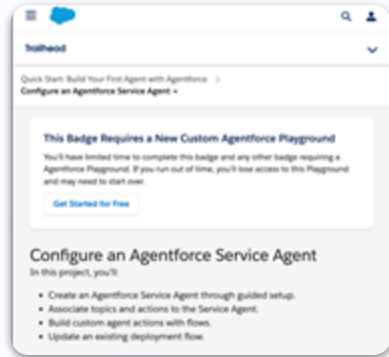 Trailhead
Quick Start: Build Your First Agent with Agentforce >
Configure an Agentforce Service Agent
This Badge Requires a New Custom Agentforce Playground
You'll have limited time to complete this badge and any other badge requiring a
Agentforce Playground. If you run out of time, you'll lose access to this Playground
and may need to start over.
Get Started for Free
Configure an Agentforce Service Agent
In this project, you'll:
• Create an Agentforce Service Agent through guided setup.
• Associate topics and actions to the Service Agent.
• Build custom agent actions with flows.
• Update an existing deployment flow.